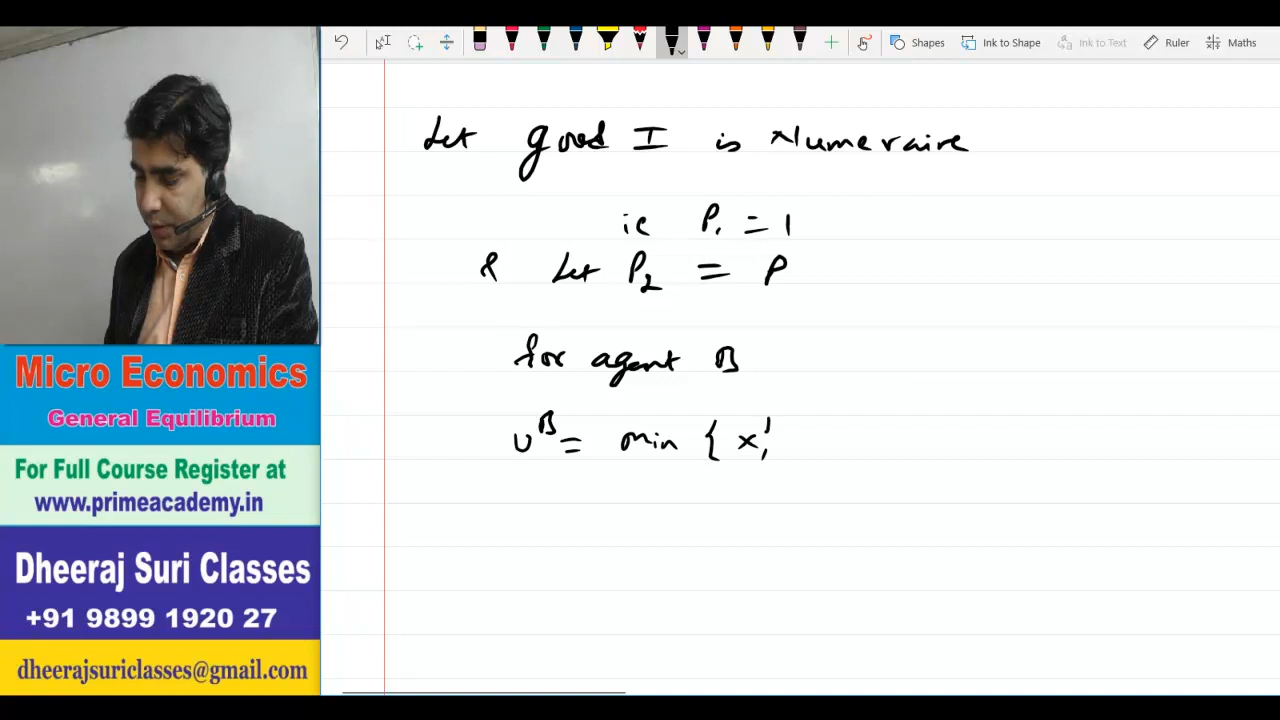 Shapes Ink to Shape Ink to Text Ruler Maths
Let good I is Numeraire
ie P₁ = 1
& Let P₂ = P
for agent B
Uᴮ = min { x₁'
Micro Economics
General Equilibrium
For Full Course Register at
www.primeacademy.in
Dheeraj Suri Classes
+91 9899 1920 27
dheerajsuriclasses@gmail.com